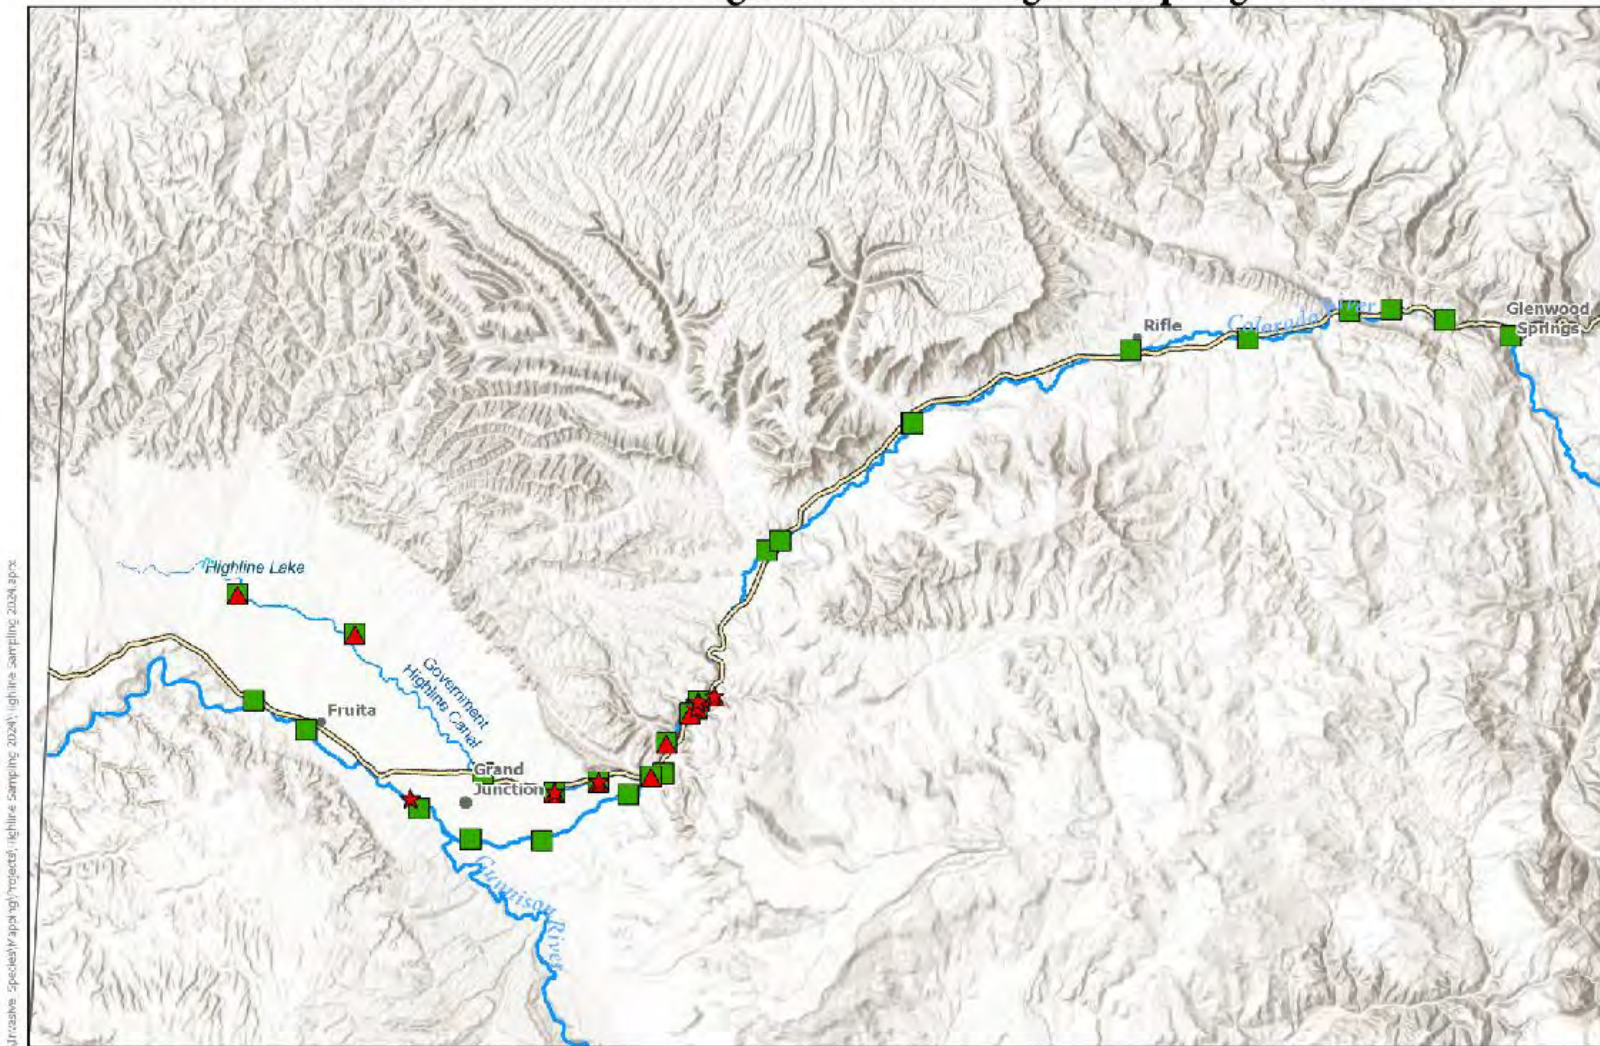 Colorado River
Glenwood
Springs
Rifle
Highline Lake
Government
Highline Canal
Fruita
Grand
Junction
Gunnison River